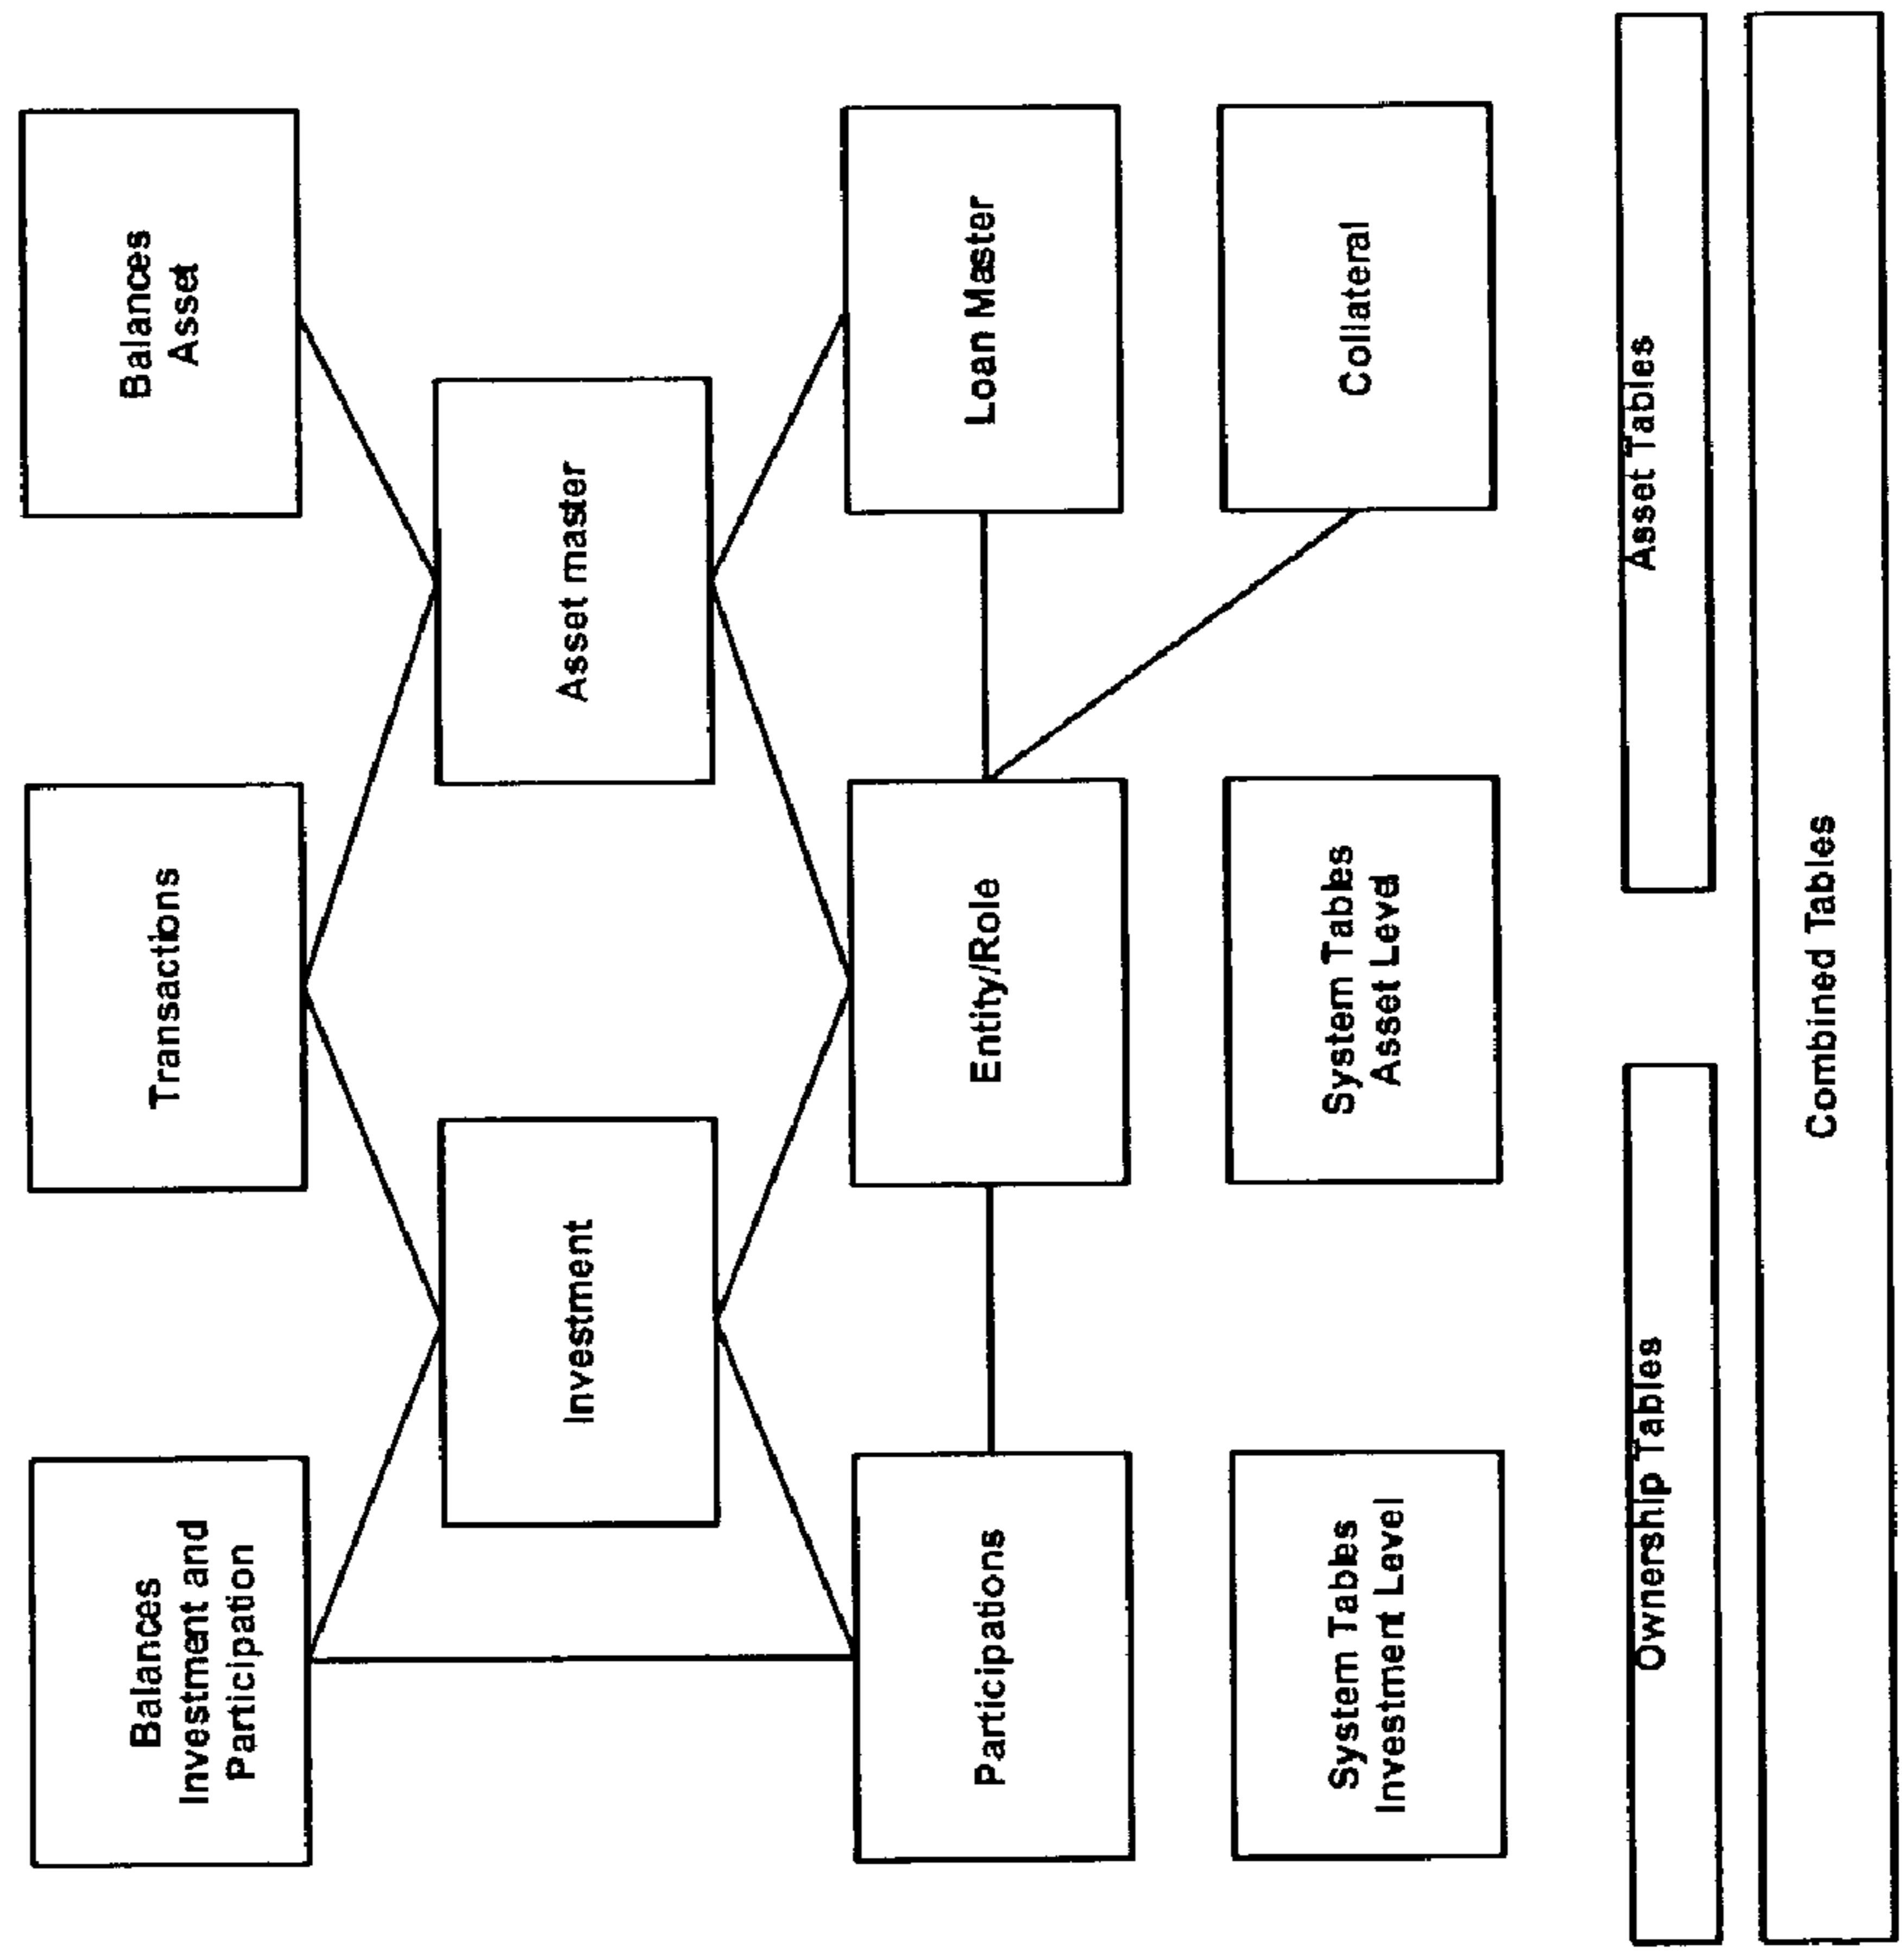 Balances
Investment and
Participation
Transactions
Balances
Asset
Investment
Asset master
Participations
Entity/Role
Loan Master
System Tables
Investment Level
System Tables
Asset Level
Collateral
Ownership Tables
Asset Tables
Combined Tables